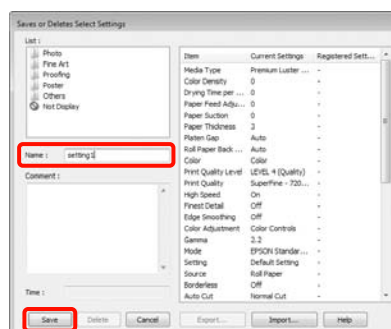 Saves or Deletes Select Settings
List :
Photo
Fine Art
Proofing
Poster
Others
Not Display
Name : setting1
Comment :
Time :
Item Current Settings Registered Sett...
Media Type Premium Luster ... -
Color Density 0 -
Drying Time per ... 0 -
Paper Feed Adju... 0 -
Paper Suction 0 -
Paper Thickness 3 -
Platen Gap Auto -
Roll Paper Back ... Auto -
Color Color -
Print Quality Level LEVEL 4 (Quality) -
Print Quality SuperFine - 720... -
High Speed On -
Finest Detail Off -
Edge Smoothing Off -
Color Adjustment Color Controls -
Gamma 2.2 -
Mode EPSON Standar... -
Setting Default Setting -
Source Roll Paper -
Borderless Off -
Auto Cut Normal Cut -
Save Delete Cancel Export... Import... Help